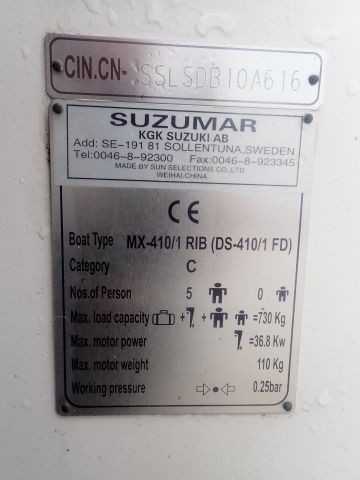 CIN.CN- SSLSDB10A616
SUZUMAR
KGK SUZUKI AB
Add: SE-191 81 SOLLENTUNA,SWEDEN
Tel:0046-8-92300 Fax:0046-8-923345
MADE BY SUN SELECTIONS CO.,LTD
WEIHAI,CHINA
CE
Boat Type MX-410/1 RIB (DS-410/1 FD)
Category C
Nos.of Person 5 0
Max. load capacity + + =730 Kg
Max. motor power =36.8 Kw
Max. motor weight 110 Kg
Working pressure 0.25bar